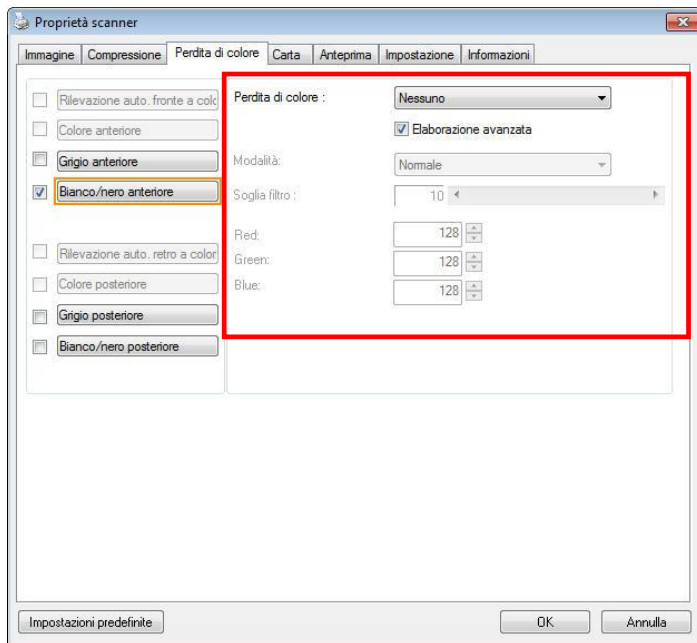 Proprietà scanner
Immagine Compressione Perdita di colore Carta Anteprima Impostazione Informazioni
Rilevazione auto. fronte a colo
Colore anteriore
Grigio anteriore
Bianco/nero anteriore
Rilevazione auto. retro a color
Colore posteriore
Grigio posteriore
Bianco/nero posteriore
Perdita di colore : Nessuno
Elaborazione avanzata
Modalità: Normale
Soglia filtro : 10
Red: 128
Green: 128
Blue: 128
Impostazioni predefinite OK Annulla